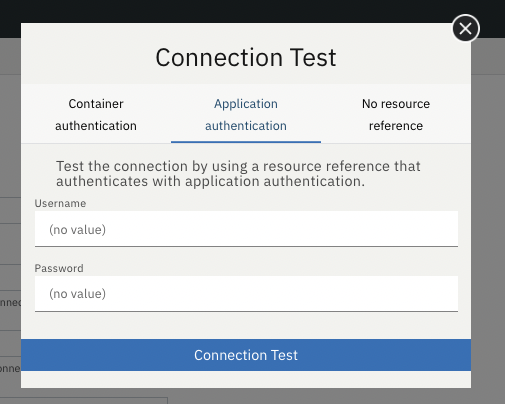 Connection Test
Container authentication
Application authentication
No resource reference
Test the connection by using a resource reference that
authenticates with application authentication.
Username
(no value)
Password
(no value)
Connection Test